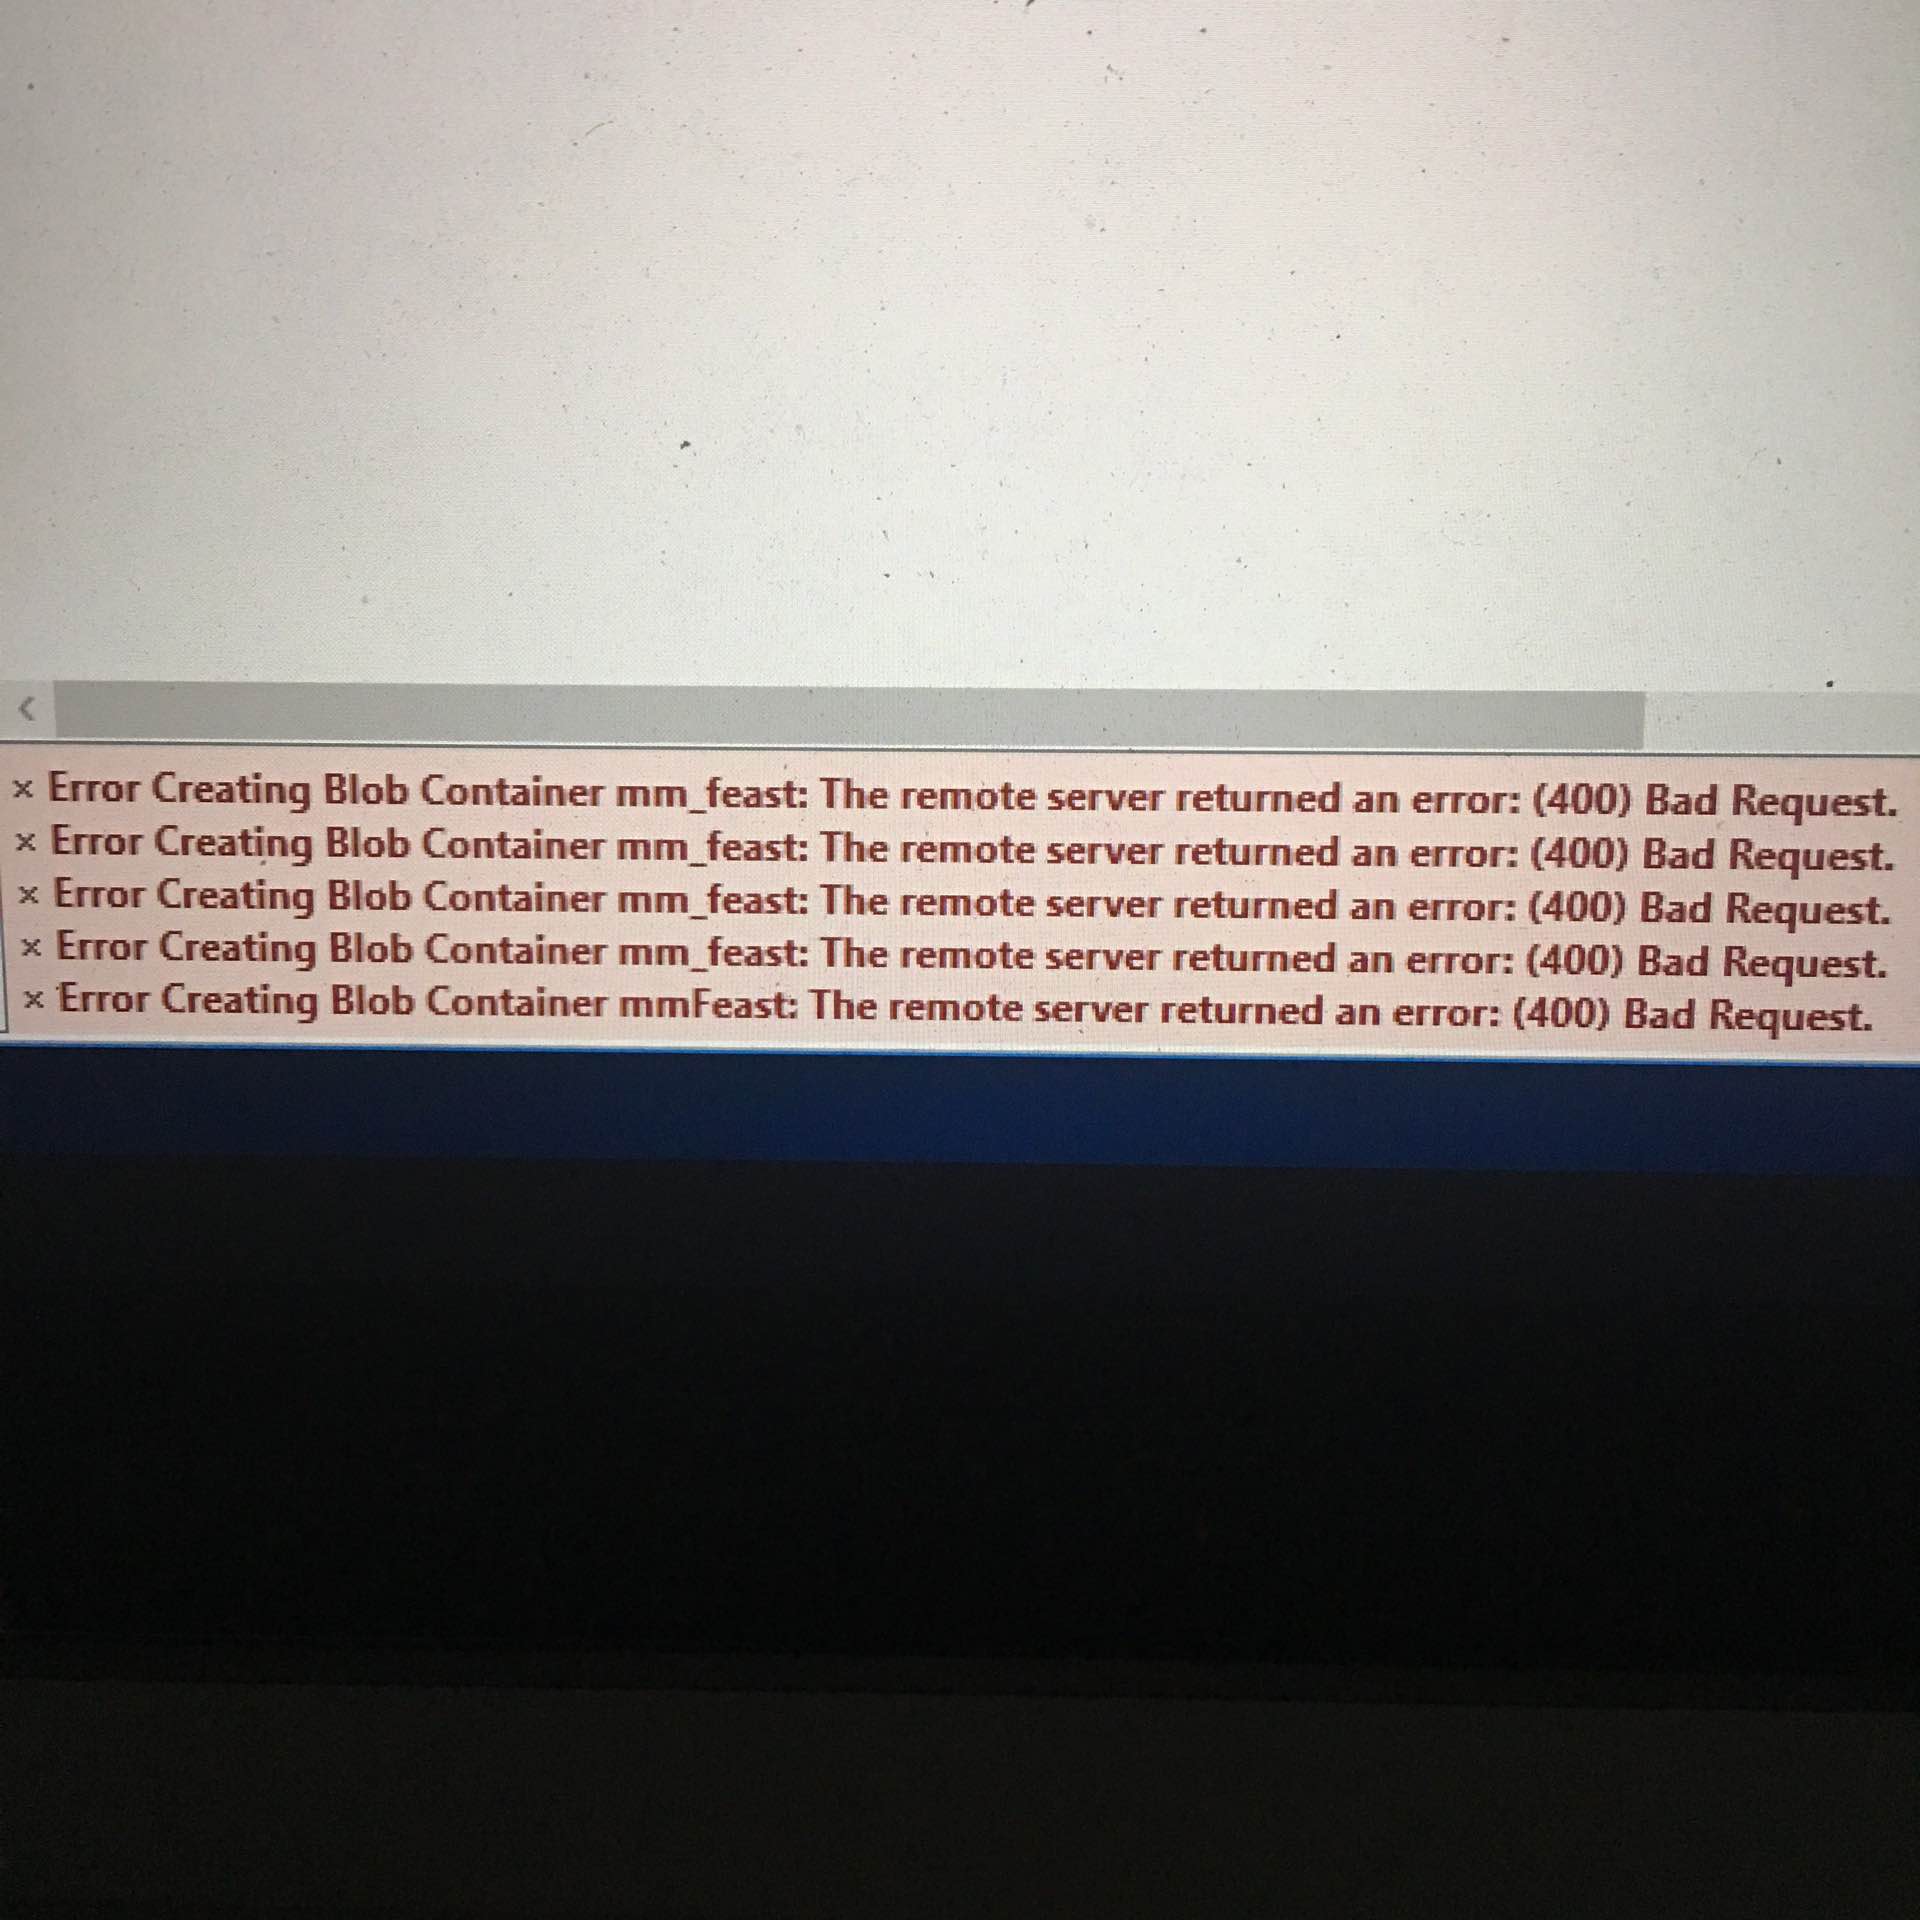 × Error Creating Blob Container mm_feast: The remote server returned an error: (400) Bad Request.
× Error Creating Blob Container mm_feast: The remote server returned an error: (400) Bad Request.
× Error Creating Blob Container mm_feast: The remote server returned an error: (400) Bad Request.
× Error Creating Blob Container mm_feast: The remote server returned an error: (400) Bad Request.
× Error Creating Blob Container mmFeast: The remote server returned an error: (400) Bad Request.